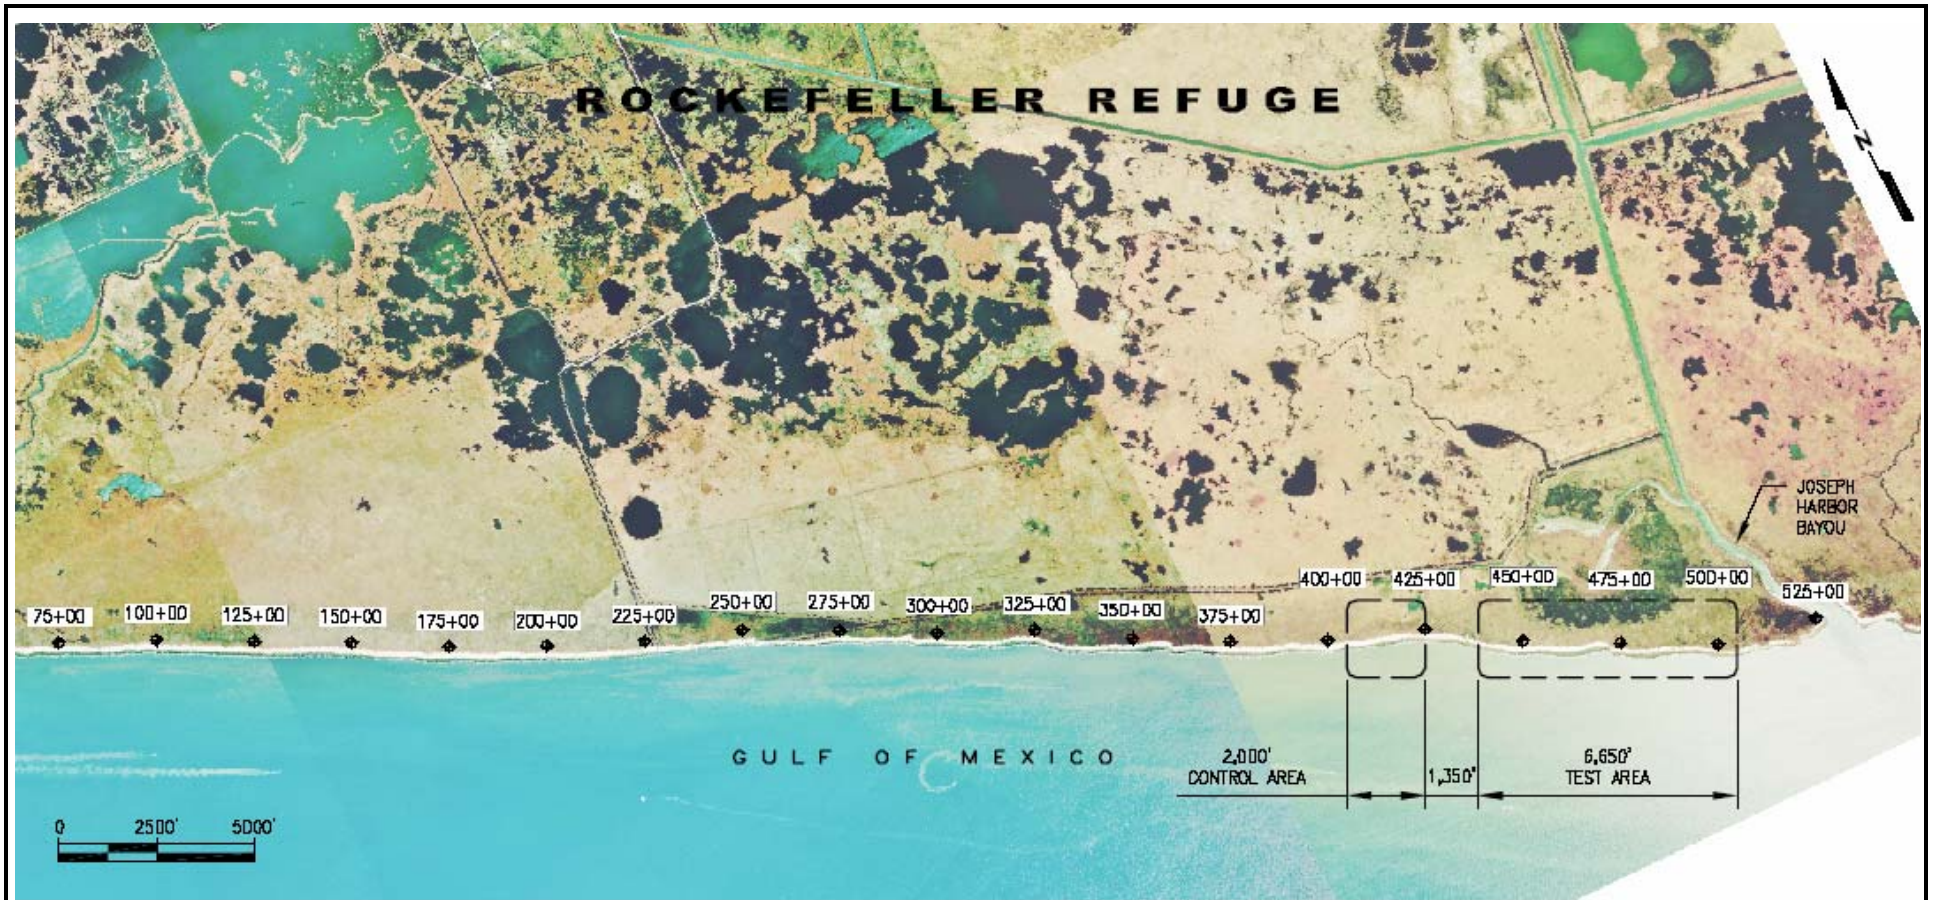 ROCKEFELLER REFUGE
N
JOSEPH
HARBOR
BAYOU
75+00
100+00
125+00
150+00
175+00
200+00
225+00
250+00
275+00
300+00
325+00
350+00
375+00
400+00
425+00
450+00
475+00
500+00
525+00
GULF OF MEXICO
2,000'
CONTROL AREA
1,350'
6,650'
TEST AREA
0 2500' 5000'